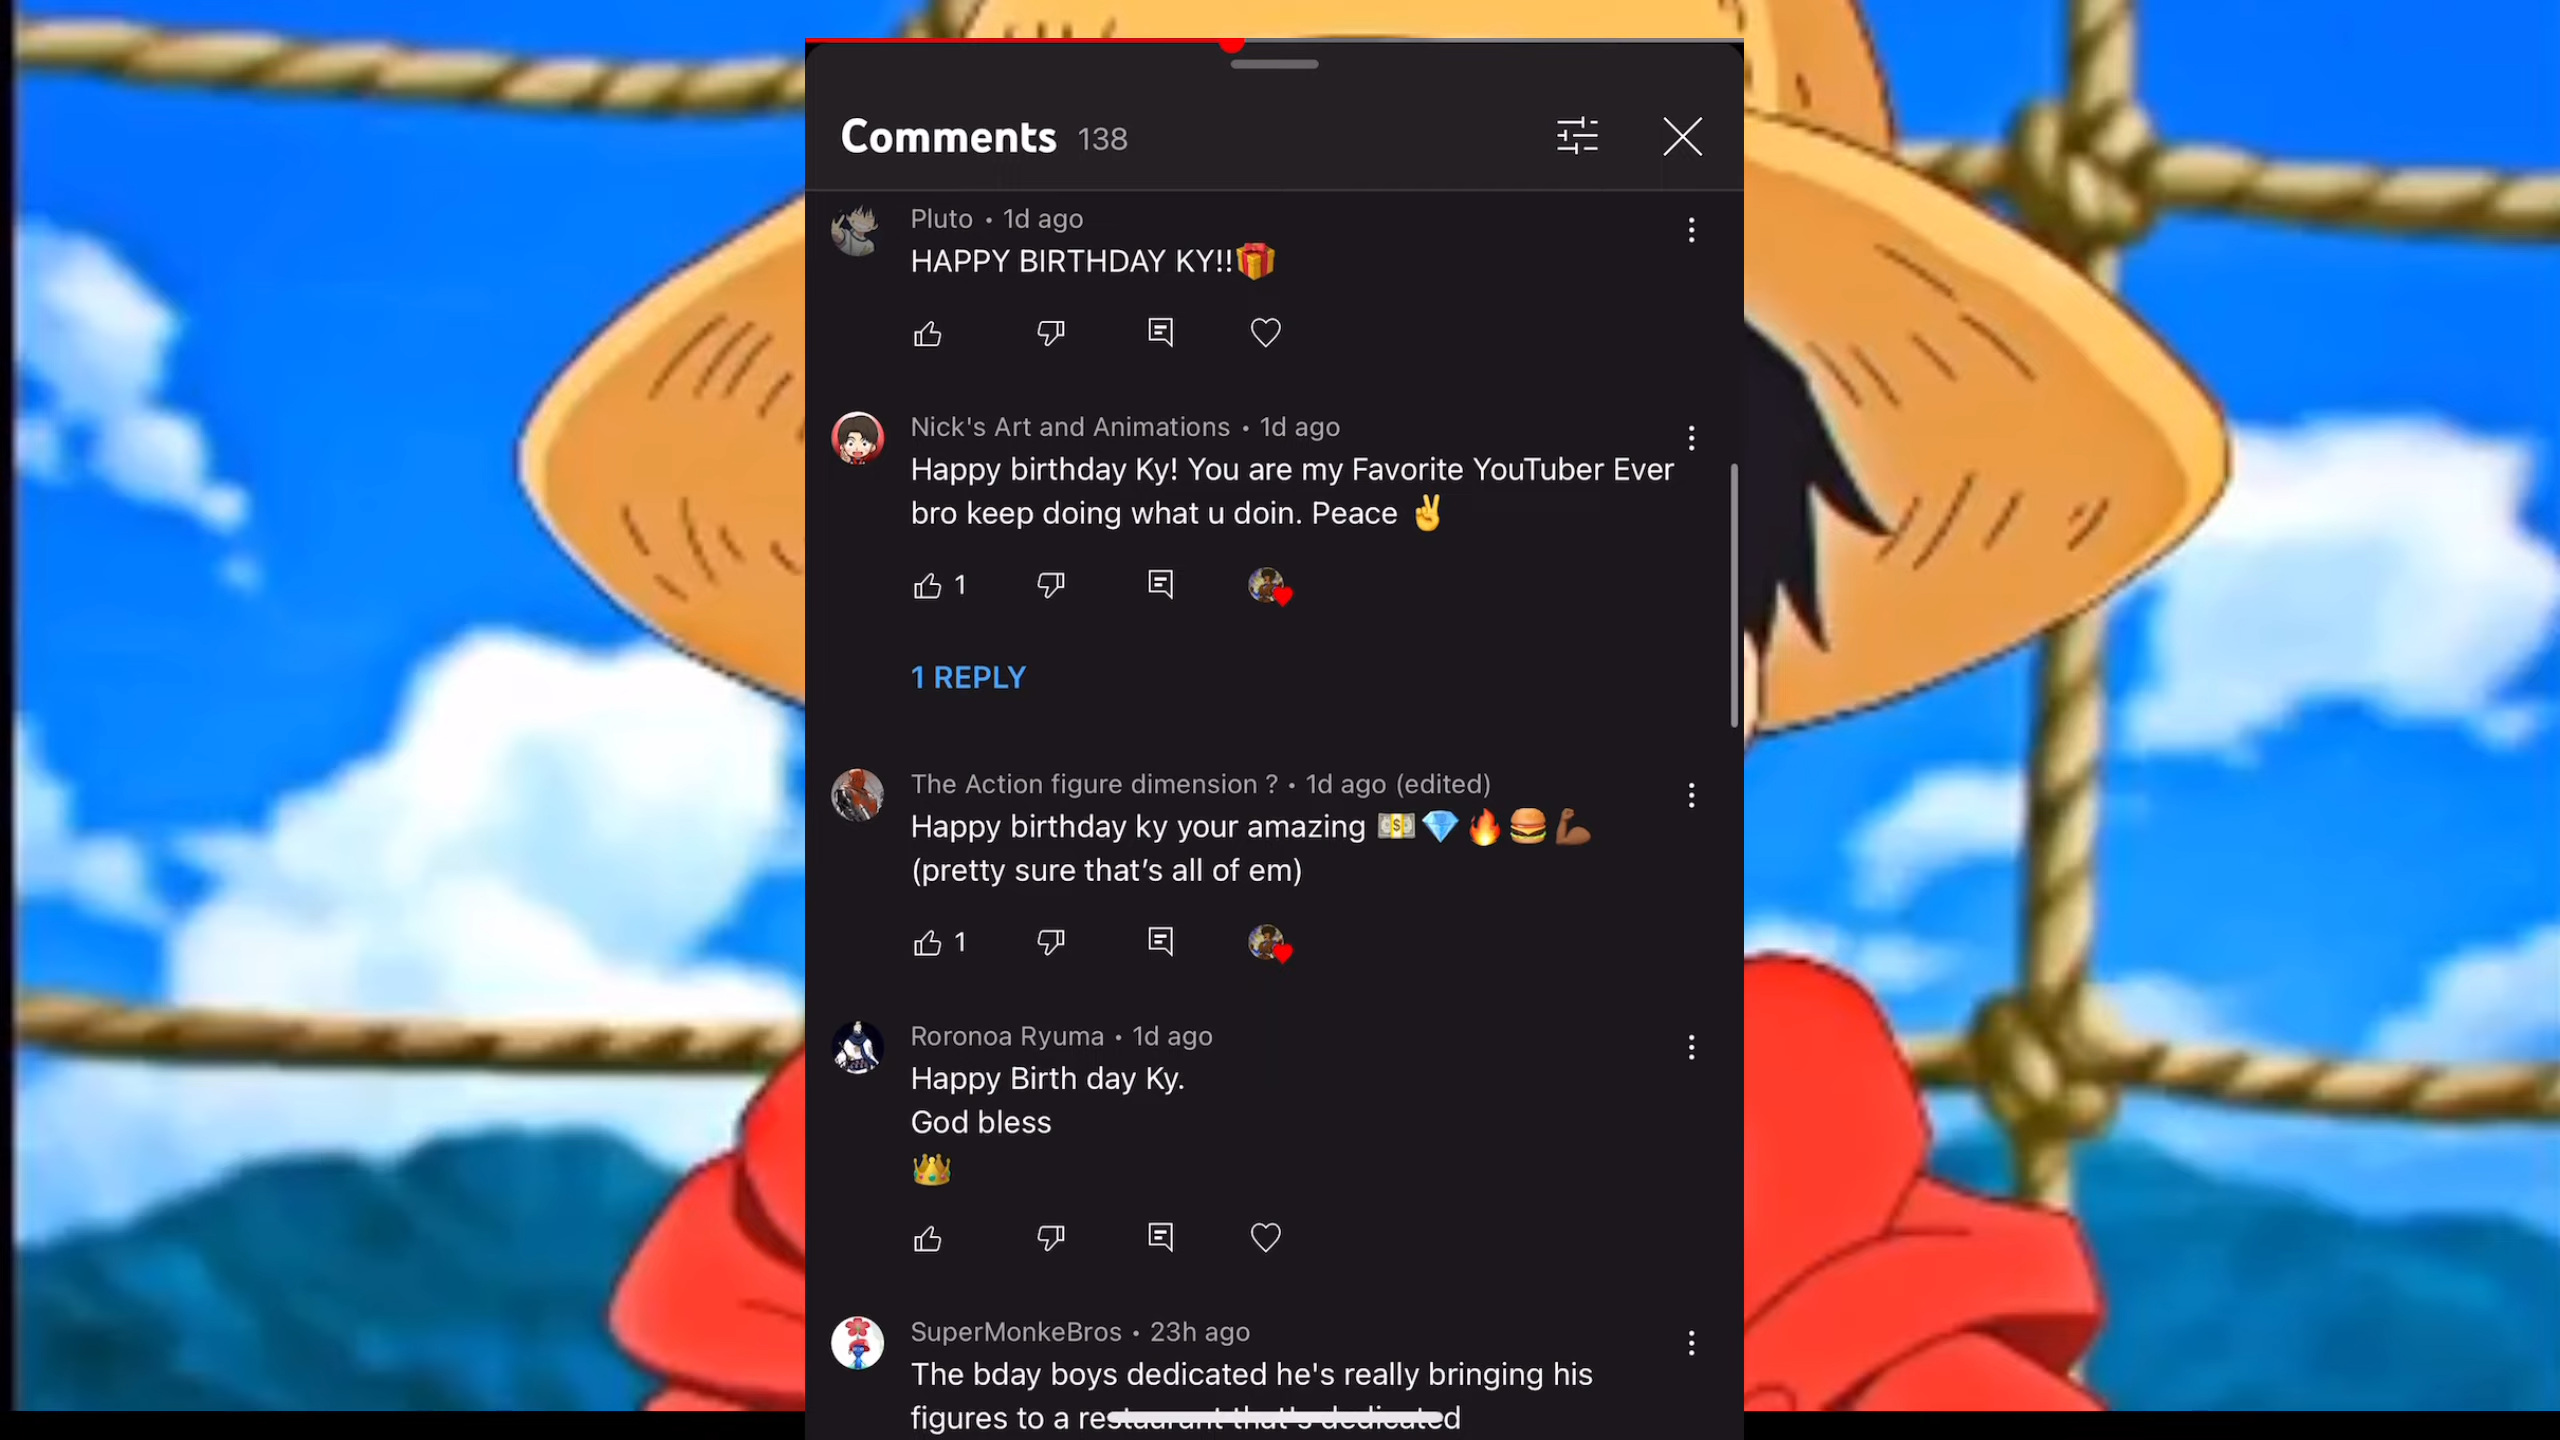 Comments 138
Pluto • 1d ago
HAPPY BIRTHDAY KY!!🎁
Nick's Art and Animations • 1d ago
Happy birthday Ky! You are my Favorite YouTuber Ever
bro keep doing what u doin. Peace ✌️
1
1 REPLY
The Action figure dimension ? • 1d ago (edited)
Happy birthday ky your amazing 💵💎🔥🍔💪🏾
(pretty sure that’s all of em)
1
Roronoa Ryuma • 1d ago
Happy Birth day Ky.
God bless
👑
SuperMonkeBros • 23h ago
The bday boys dedicated he's really bringing his
figures to a restaurant that's dedicated